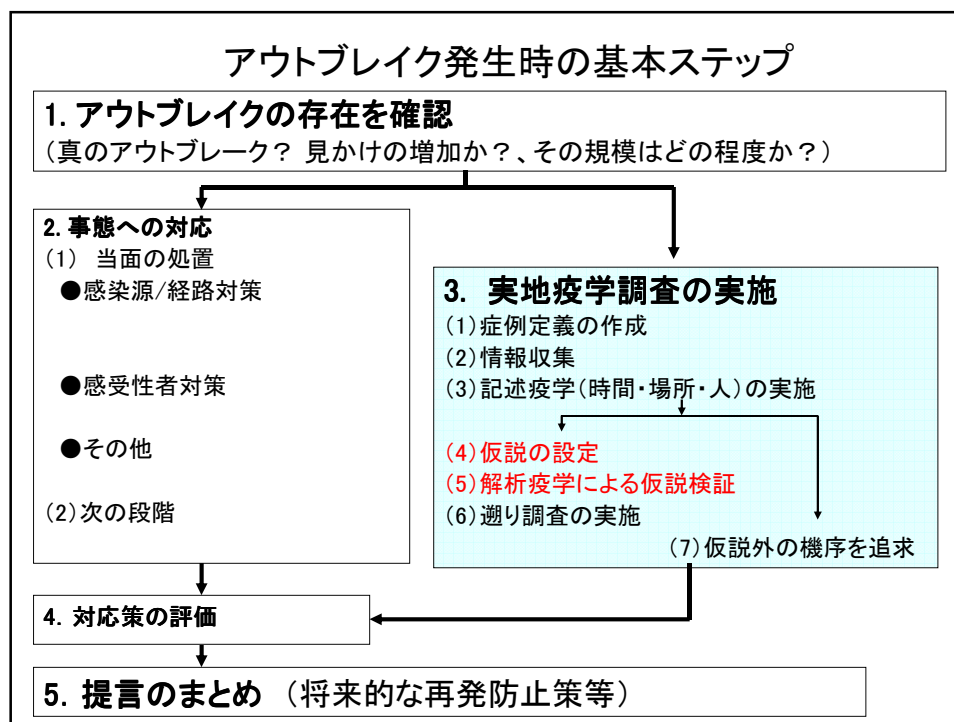 アウトブレイク発生時の基本ステップ
1. アウトブレイクの存在を確認
（真のアウトブレーク？ 見かけの増加か？、その規模はどの程度か？）
2. 事態への対応
(1) 当面の処置
●感染源/経路対策
●感受性者対策
●その他
(2)次の段階
3. 実地疫学調査の実施
(1)症例定義の作成
(2)情報収集
(3)記述疫学(時間・場所・人)の実施
(4)仮説の設定
(5)解析疫学による仮説検証
(6)遡り調査の実施
(7)仮説外の機序を追求
4. 対応策の評価
5. 提言のまとめ （将来的な再発防止策等）